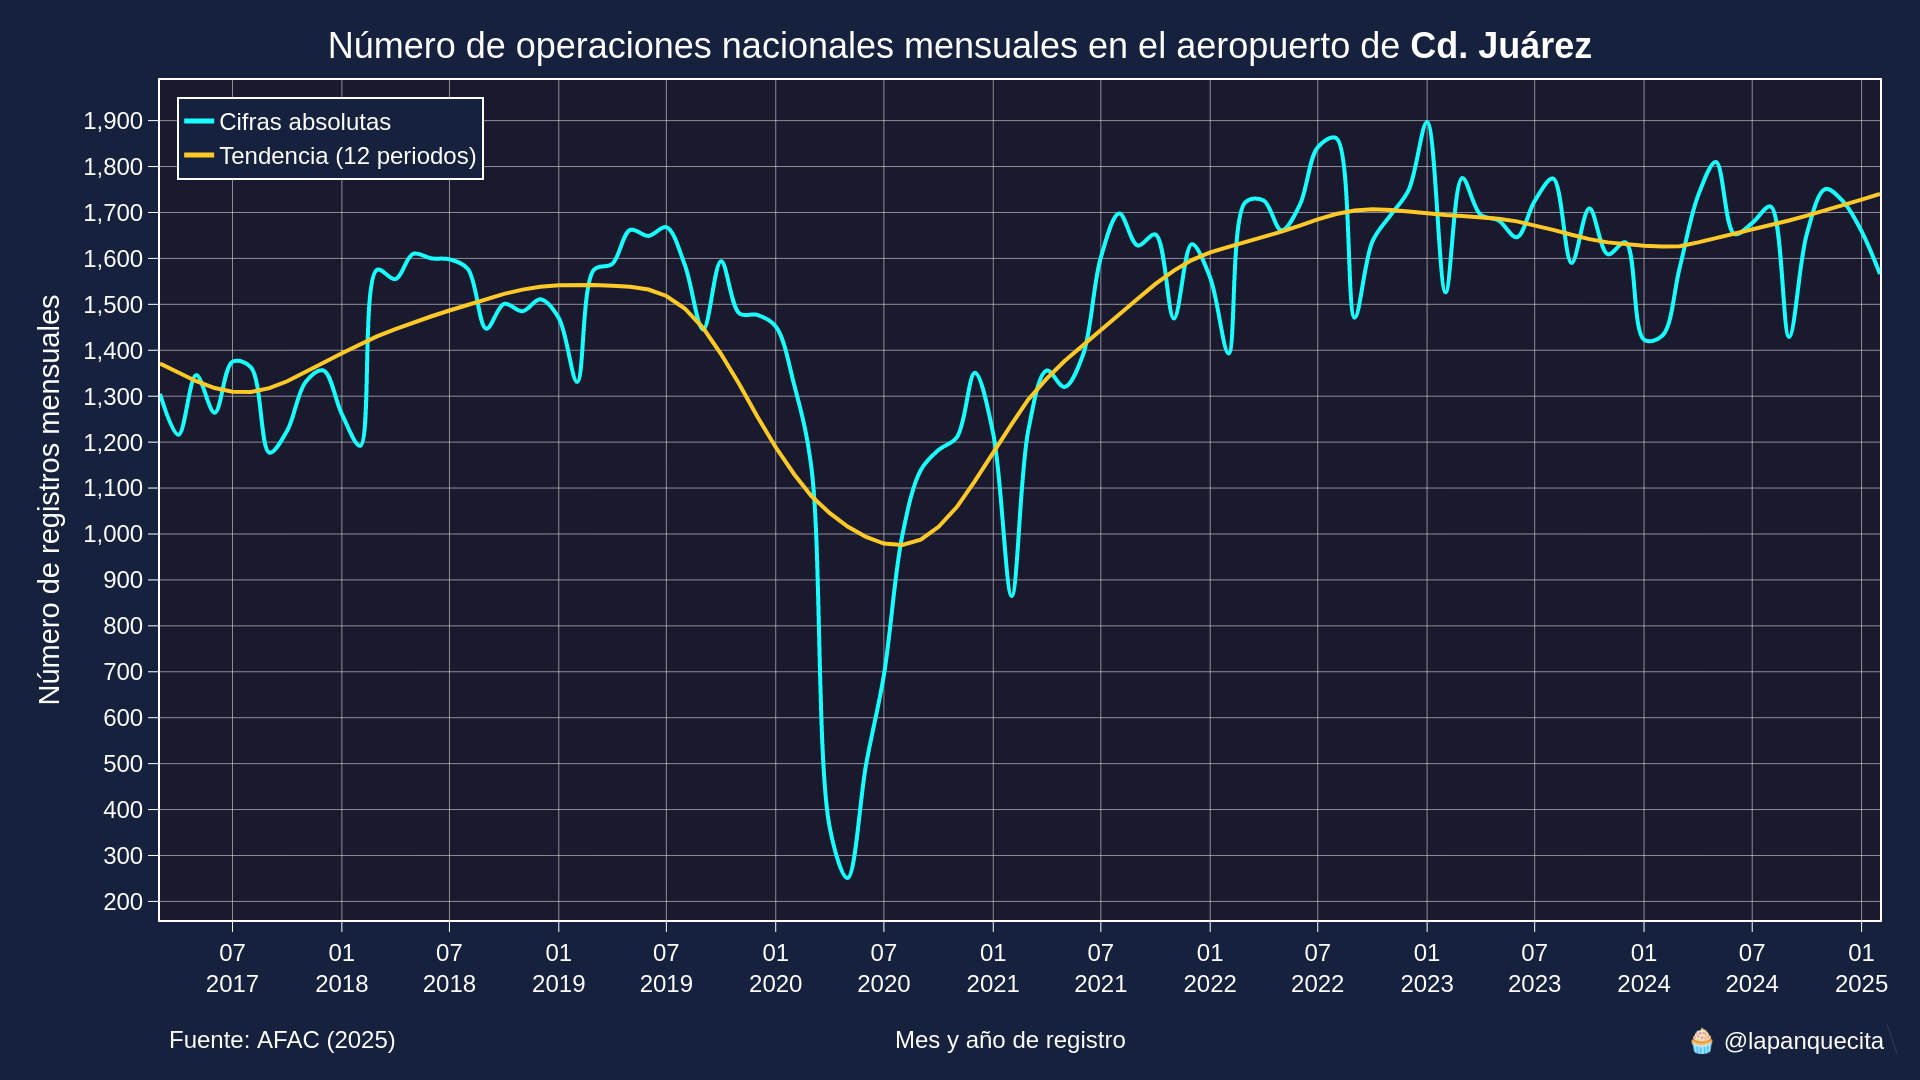 Número de operaciones nacionales mensuales en el aeropuerto de Cd. Juárez
Cifras absolutas
Tendencia (12 periodos)
Número de registros mensuales
1,900
1,800
1,700
1,600
1,500
1,400
1,300
1,200
1,100
1,000
900
800
700
600
500
400
300
200
07 01 07 01 07 01 07 01 07 01 07 01 07 01 07 01
2017 2018 2018 2019 2019 2020 2020 2021 2021 2022 2022 2023 2023 2024 2024 2025
Fuente: AFAC (2025)
Mes y año de registro
🧁 @lapanquecita